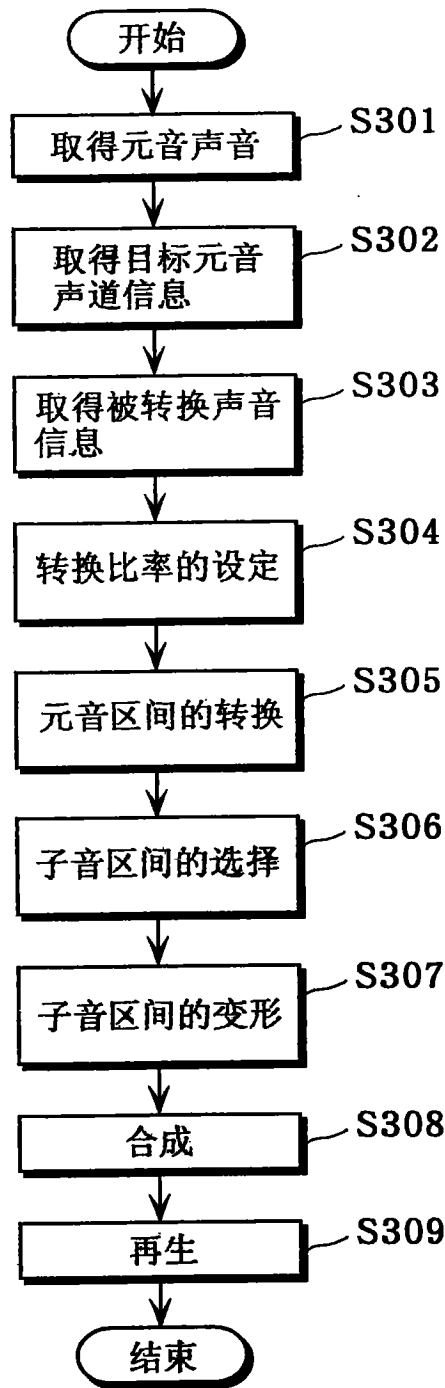 开始
取得元音声音
S301
取得目标元音
声道信息
S302
取得被转换声音
信息
S303
转换比率的设定
S304
元音区间的转换
S305
子音区间的选择
S306
子音区间的变形
S307
合成
S308
再生
S309
结束